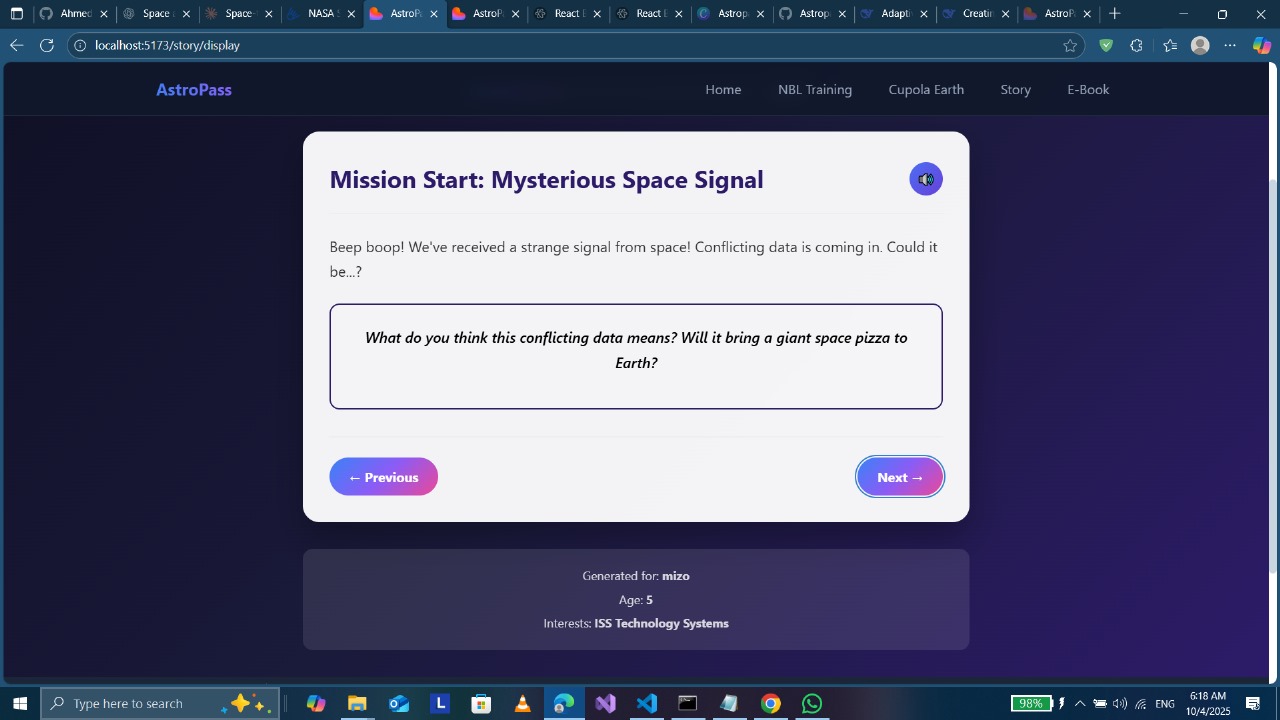 Ahmed
Space
Space-
NASA S
AstroPa
AstroPa
React E
React E
Astrop
Astrop
Adapti
Creatin
AstroPa
localhost:5173/story/display
AstroPass
Home
NBL Training
Cupola Earth
Story
E-Book
Mission Start: Mysterious Space Signal
Beep boop! We've received a strange signal from space! Conflicting data is coming in. Could it
be...?
What do you think this conflicting data means? Will it bring a giant space pizza to
Earth?
← Previous
Next →
Generated for: mizo
Age: 5
Interests: ISS Technology Systems
Type here to search
L
98%
ENG
6:18 AM
10/4/2025